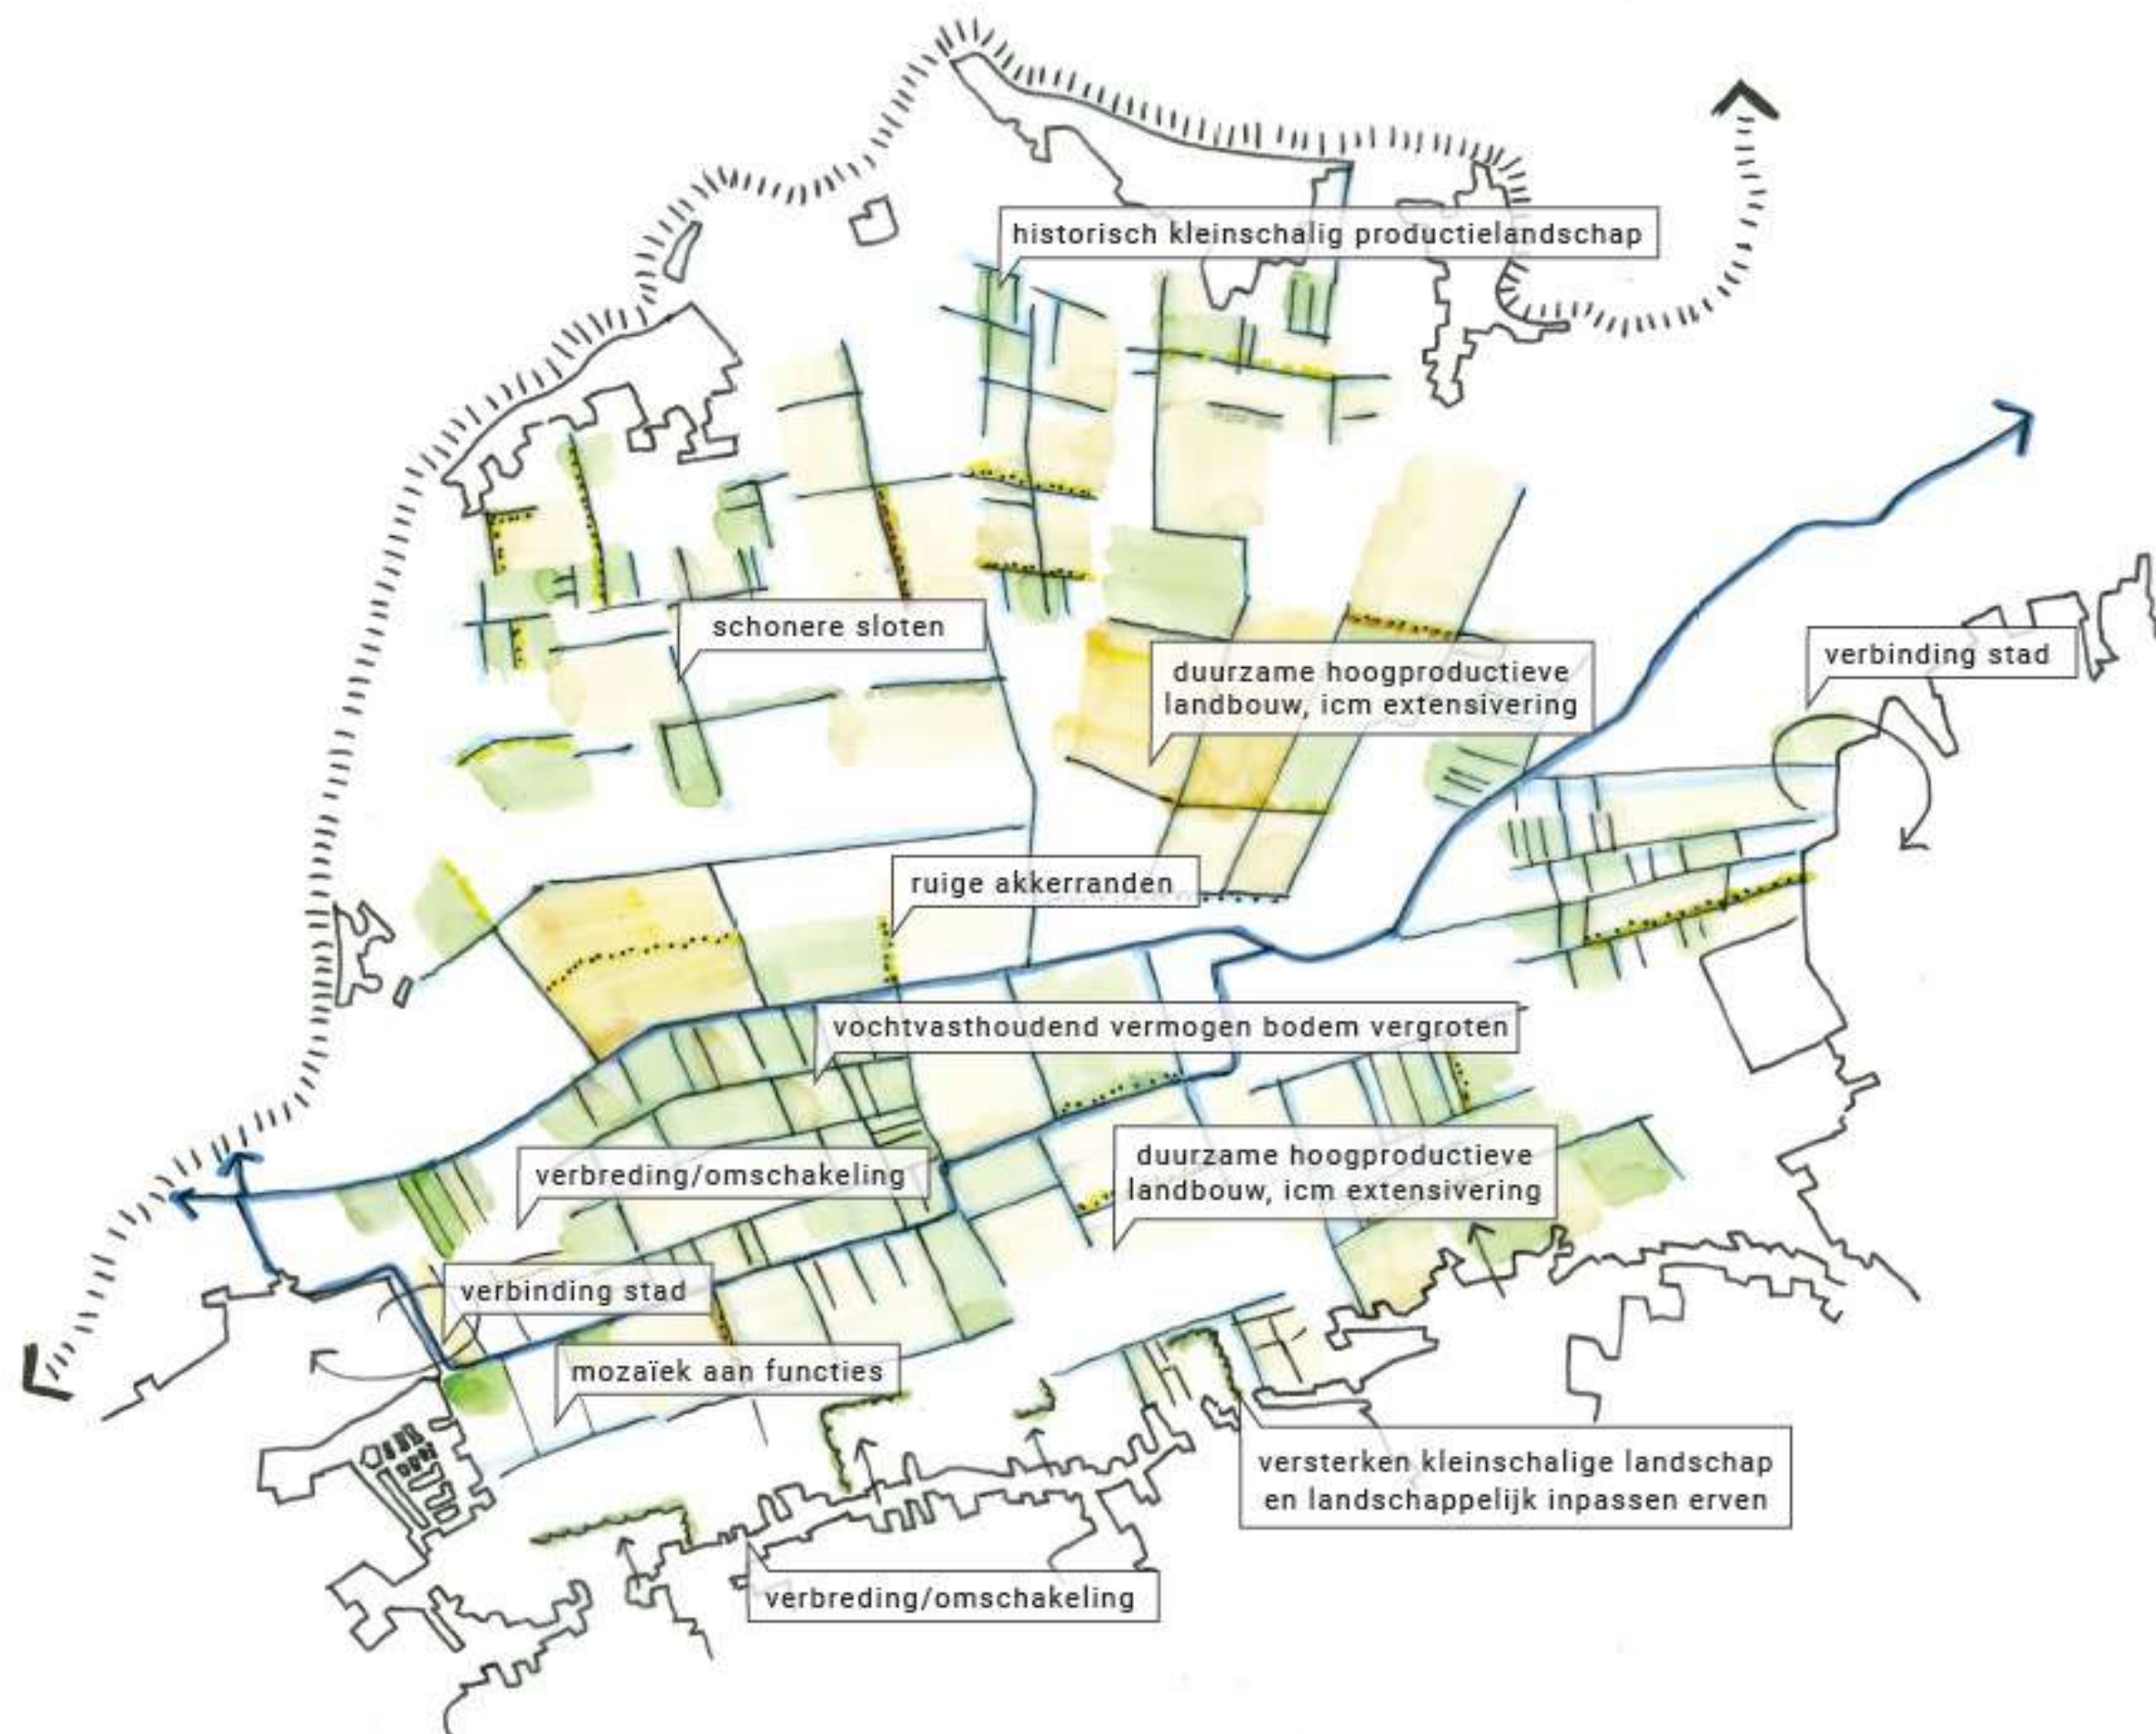 historisch kleinschalig productielandschap
schonere sloten
duurzame hoogproductieve
landbouw, icm extensivering
verbinding stad
ruige akkerranden
vochtvasthoudend vermogen bodem vergroten
verbreding/omschakeling
duurzame hoogproductieve
landbouw, icm extensivering
verbinding stad
mozaïek aan functies
versterken kleinschalige landschap
en landschappelijk inpassen erven
verbreding/omschakeling